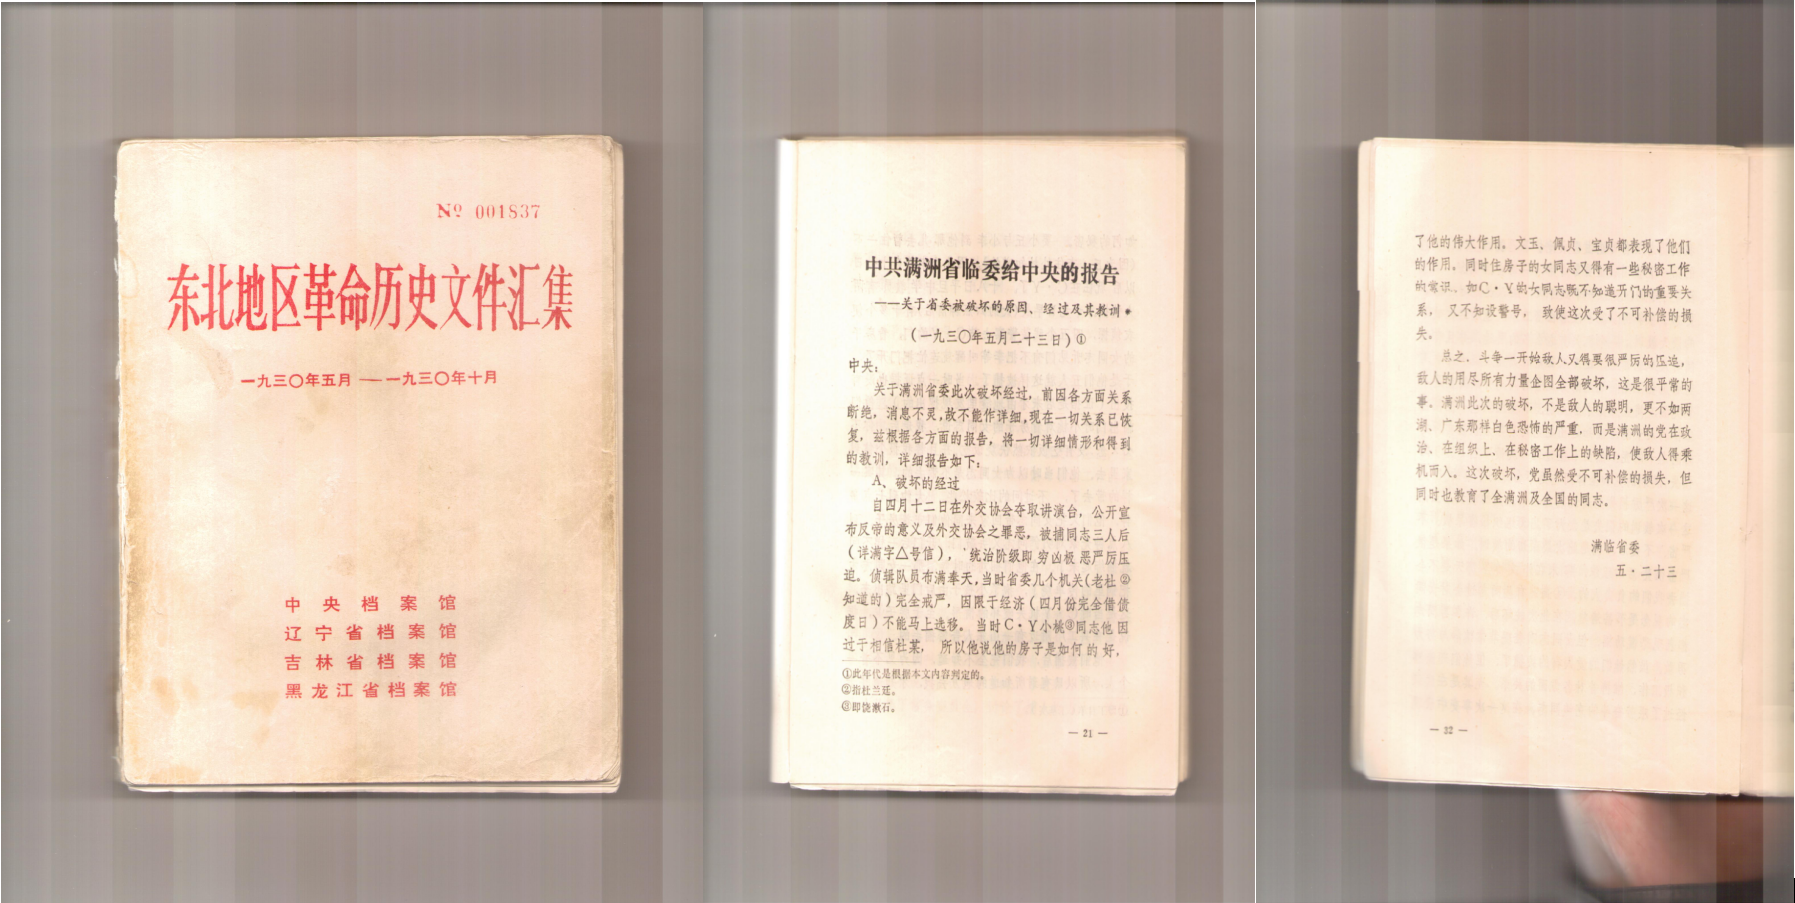 № 001837
东北地区革命历史文件汇集
一九三〇年五月——一九三〇年十月
中央档案馆
辽宁省档案馆
吉林省档案馆
黑龙江省档案馆
中共满洲省临委给中央的报告
——关于省委被破坏的原因、经过及其教训*
(一九三〇年五月二十三日)①
中央:
关于满洲省委此次破坏经过,前因各方面关系
断绝,消息不灵,故不能作详细,现在一切关系已恢
复,兹根据各方面的报告,将一切详细情形和得到
的教训,详细报告如下:
A、破坏的经过
自四月十二日在外交协会夺取讲演台,公开宣
布反帝的意义及外交协会之罪恶,被捕同志三人后
(详满字△号信),统治阶级即穷凶极恶严厉压
迫。侦辑队员布满奉天,当时省委几个机关(老杜②
知道的)完全戒严,因限于经济(四月份完全借债
度日)不能马上迁移。当时C·Y小桃③同志他因
过于相信杜某,所以他说他的房子是如何的好,
①此年代是根据本文内容判定的。
②指杜兰廷。
③即饶漱石。
—21—
了他的伟大作用。文玉、佩贞、宝贞都表现了他们
的作用。同时住房子的女同志又得有一些秘密工作
的常识,如C·Y的女同志既不知道开门的重要关
系,又不知设警号,致使这次受了不可补偿的损
失。
总之,斗争一开始敌人又得要很严厉的压迫,
敌人的用尽所有力量企图全部破坏,这是很平常的
事。满洲此次的破坏,不是敌人的聪明,更不如两
湖、广东那样白色恐怖的严重,而是满洲的党在政
治、在组织上、在秘密工作上的缺陷,使敌人得乘
机而入。这次破坏,党虽然受不可补偿的损失,但
同时也教育了全满洲及全国的同志。
满临省委
五·二十三
—32—